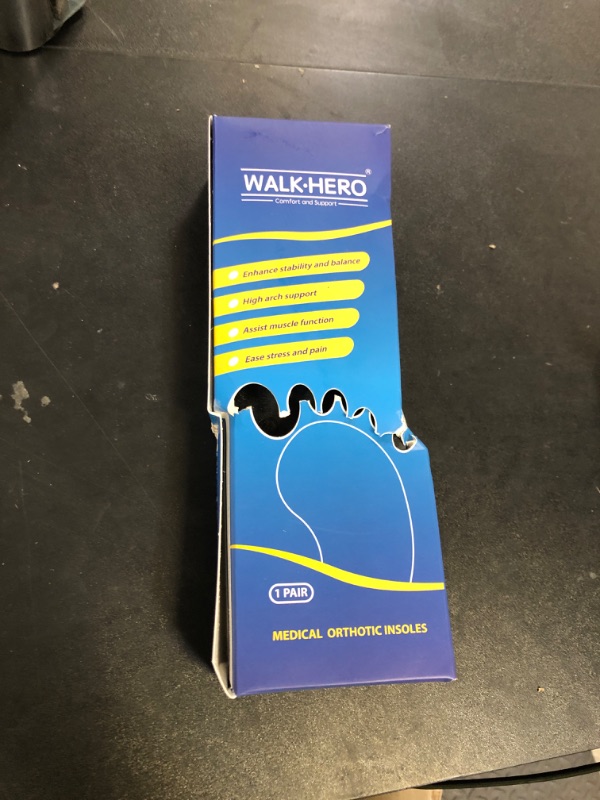 WALK·HERO®
Comfort and Support
Enhance stability and balance
High arch support
Assist muscle function
Ease stress and pain
1 PAIR
MEDICAL ORTHOTIC INSOLES